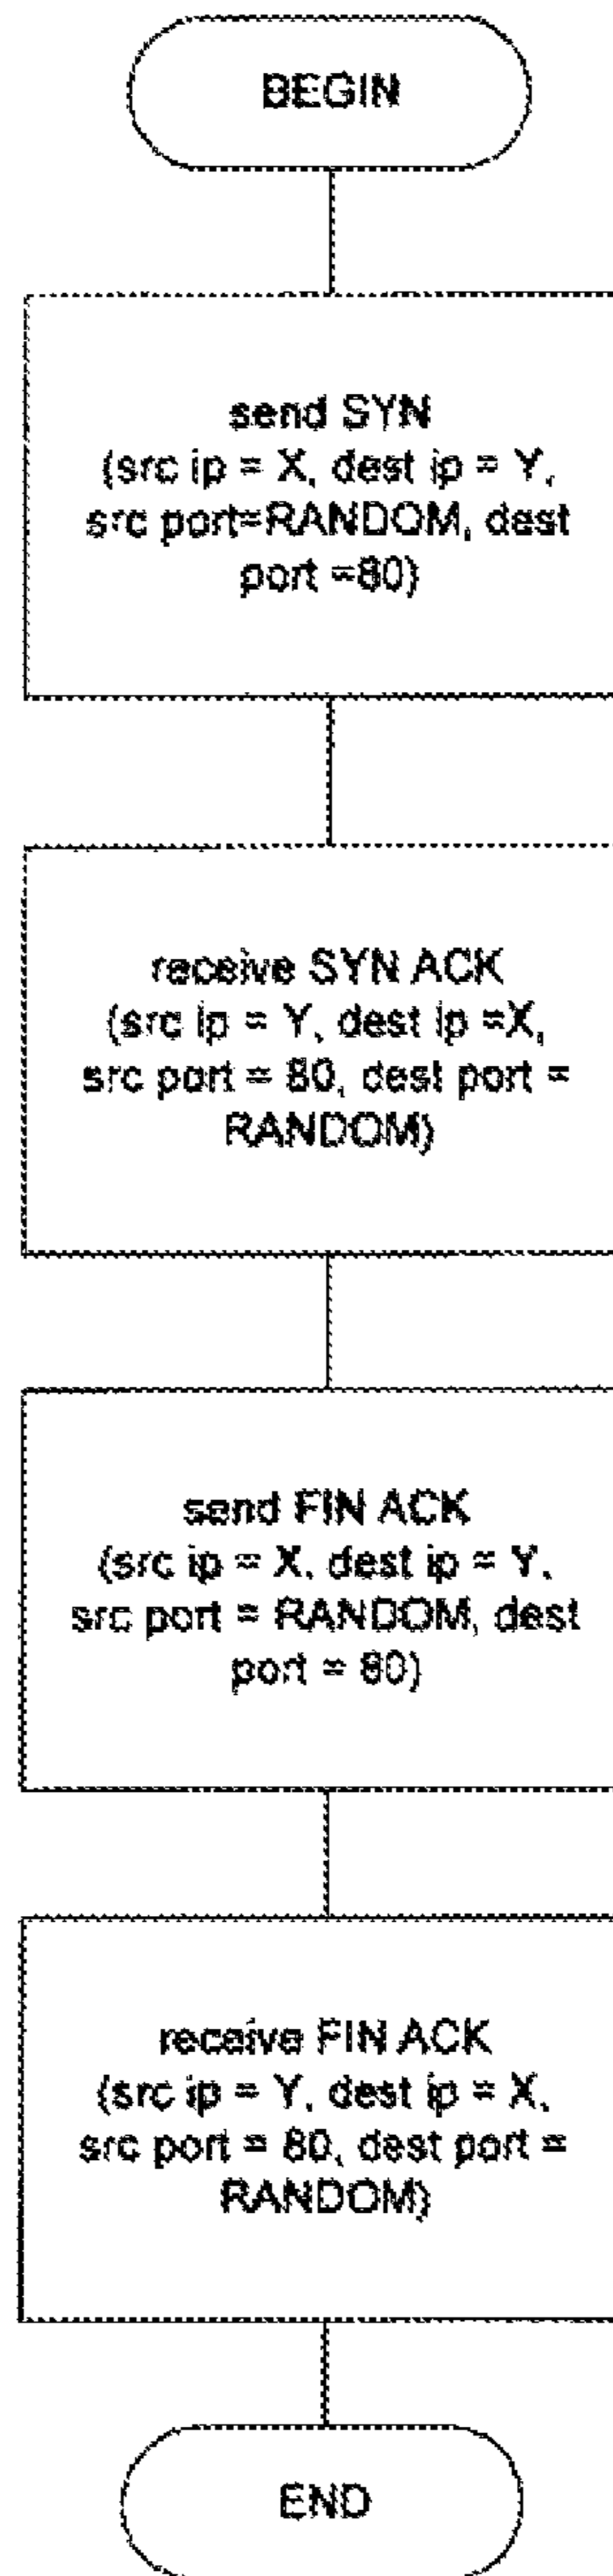 BEGIN
send SYN
(src ip = X, dest ip = Y,
src port=RANDOM, dest
port =80)
receive SYN ACK
(src ip = Y, dest ip =X,
src port = 80, dest port =
RANDOM)
send FIN ACK
(src ip = X, dest ip = Y,
src port = RANDOM, dest
port = 80)
receive FIN ACK
(src ip = Y, dest ip = X,
src port = 80, dest port =
RANDOM)
END